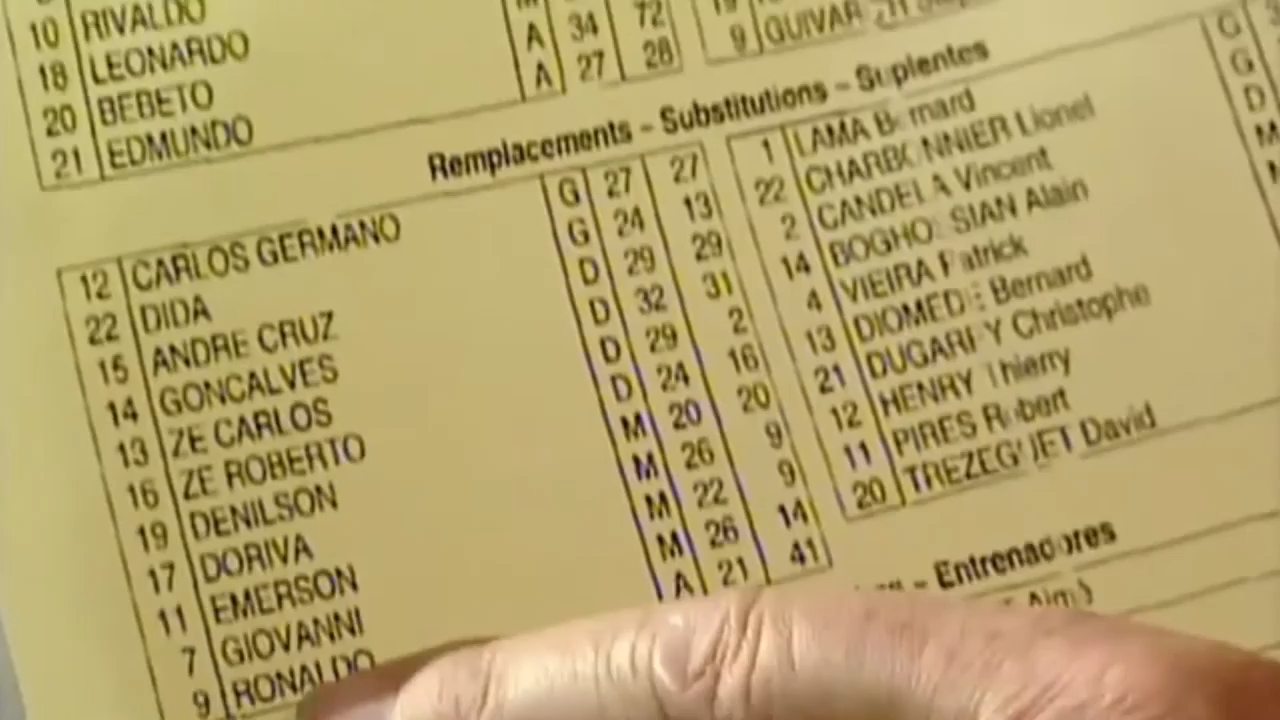 10 RIVALDO
18 LEONARDO
20 BEBETO A 34 72
21 EDMUNDO A 27 28
19
9 GUIVAR
Remplacements - Substitutions - Suplentes
12 CARLOS GERMANO G 27 27
22 DIDA G 24 13
15 ANDRE CRUZ D 29 29
14 GONCALVES D 32 31
13 ZE CARLOS D 29 2
16 ZE ROBERTO D 24 16
19 DENILSON M 20 20
17 DORIVA M 26 9
11 EMERSON M 22 9
7 GIOVANNI M 26 14
9 RONALDO A 21 41
1 LAMA Bernard G
22 CHARBONNIER Lionel G
2 CANDELA Vincent D
14 BOGHOSSIAN Alain M
4 VIEIRA Patrick
13 DIOMEDE Bernard
21 DUGARRY Christophe
12 HENRY Thierry
11 PIRES Robert
20 TREZEGUET David
- Entrenadores